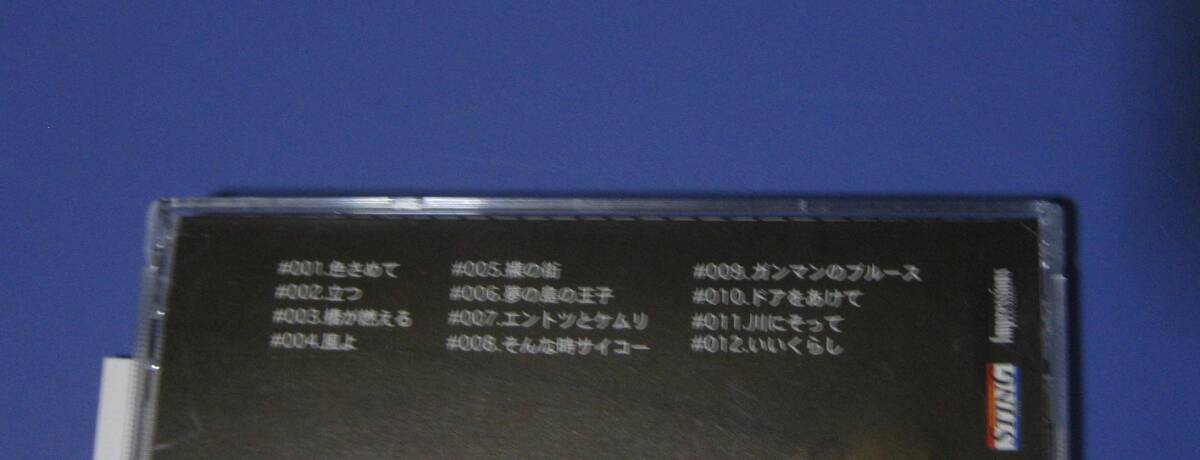 #001.色さめて
#002.立つ
#003.橋が燃える
#004.風よ
#005.裸の街
#006.夢の島の王子
#007.エントツとケムリ
#008.そんな時サイコー
#009.ガンマンのブルース
#010.ドアをあけて
#011.川にそって
#012.いいくらし
Impressions